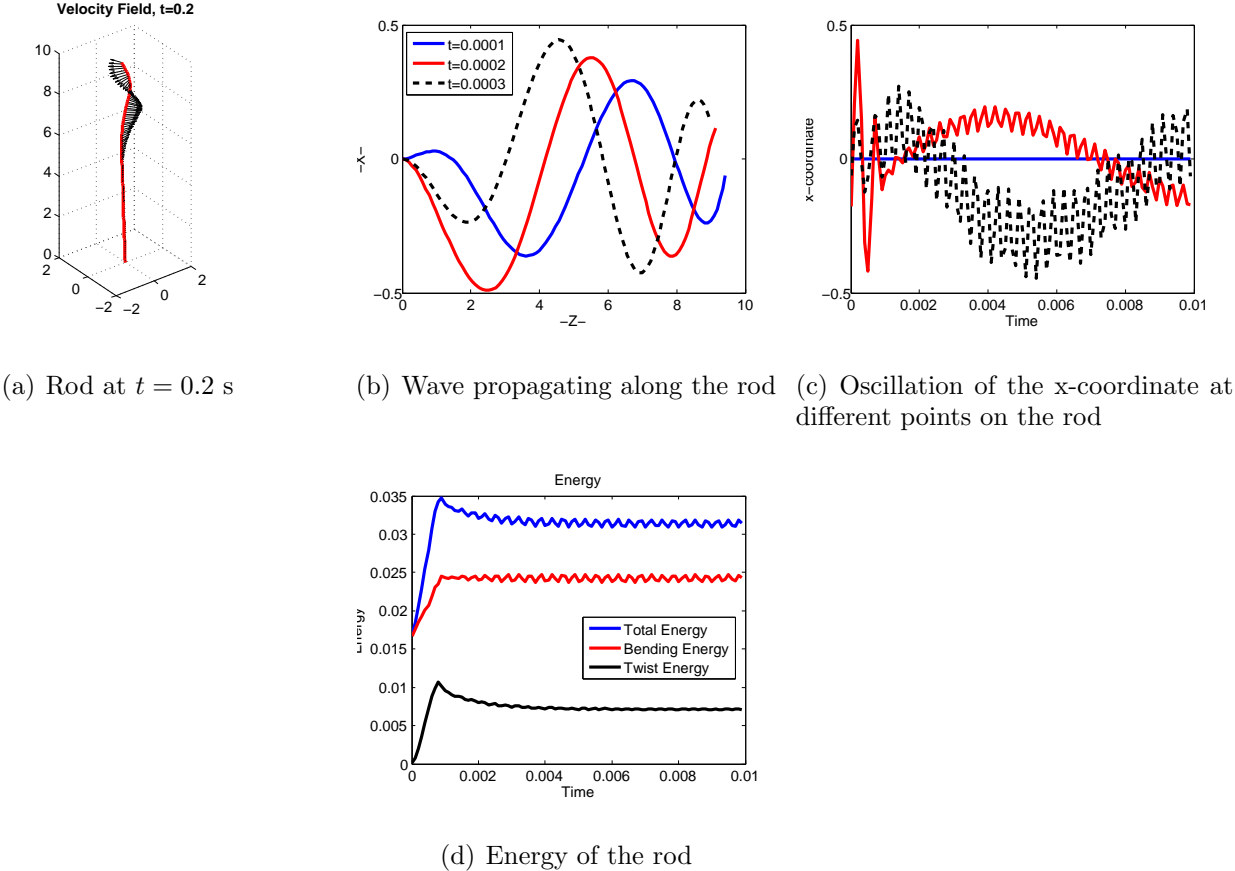 Velocity Field, t=0.2
10
8
6
4
2
0
2
0
−2
−2
0
2
(a) Rod at t = 0.2 s
0.5
0
−0.5
−X−
t=0.0001
t=0.0002
t=0.0003
0 2 4 6 8 10
−Z−
(b) Wave propagating along the rod
0.5
0
−0.5
x−coordinate
0 0.002 0.004 0.006 0.008 0.01
Time
(c) Oscillation of the x-coordinate at
different points on the rod
Energy
0.035
0.03
0.025
0.02
0.015
0.01
0.005
0
Energy
Total Energy
Bending Energy
Twist Energy
0 0.002 0.004 0.006 0.008 0.01
Time
(d) Energy of the rod